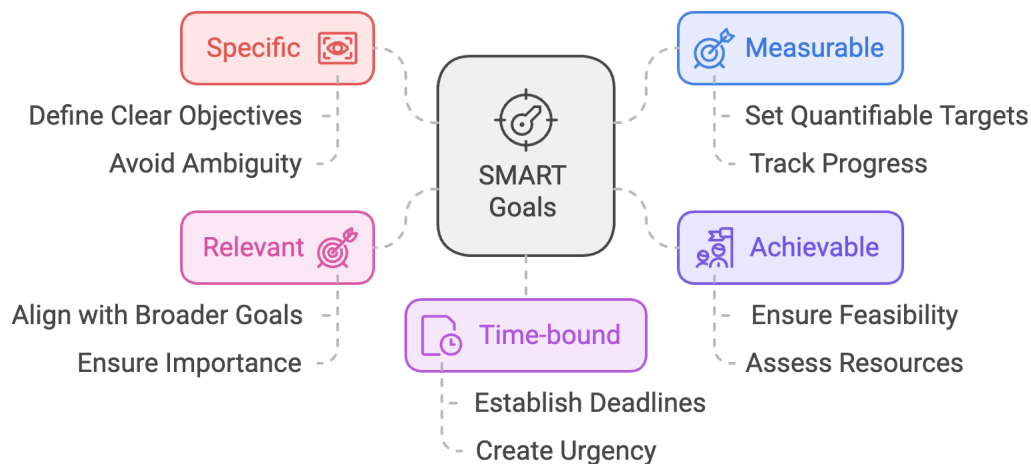 Specific
Define Clear Objectives
Avoid Ambiguity
Measurable
Set Quantifiable Targets
Track Progress
SMART
Goals
Relevant
Align with Broader Goals
Ensure Importance
Achievable
Ensure Feasibility
Assess Resources
Time-bound
Establish Deadlines
Create Urgency